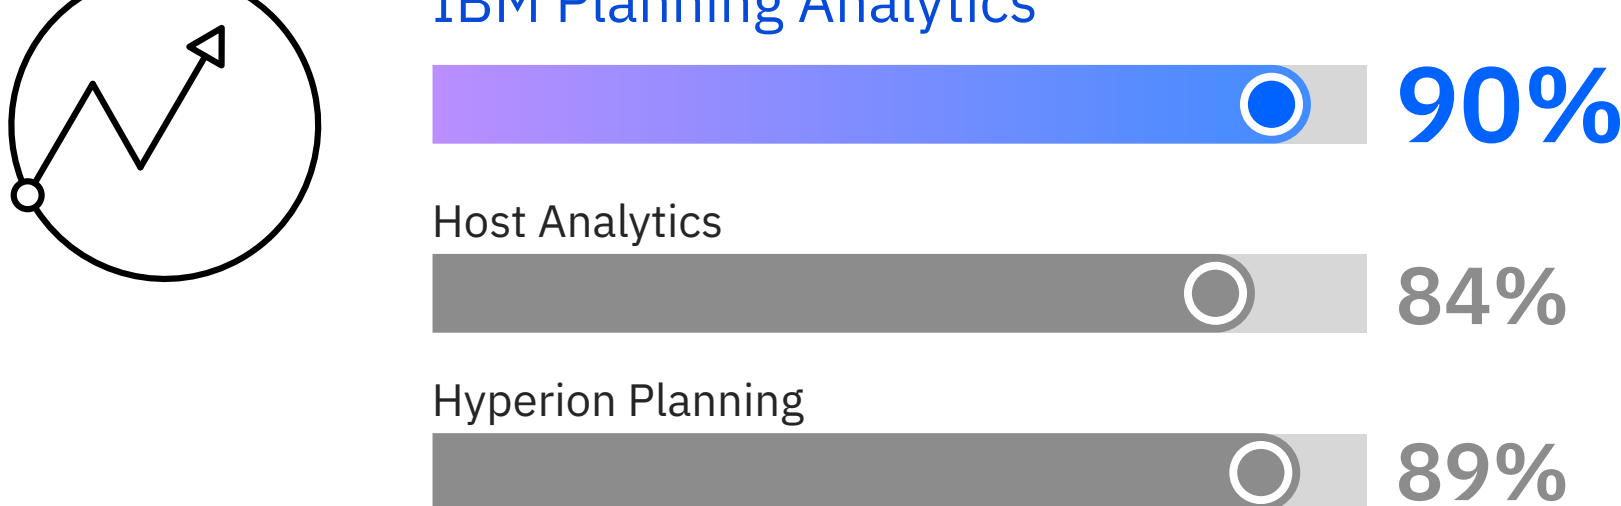 IBM Planning Analytics
90%
Host Analytics
84%
Hyperion Planning
89%